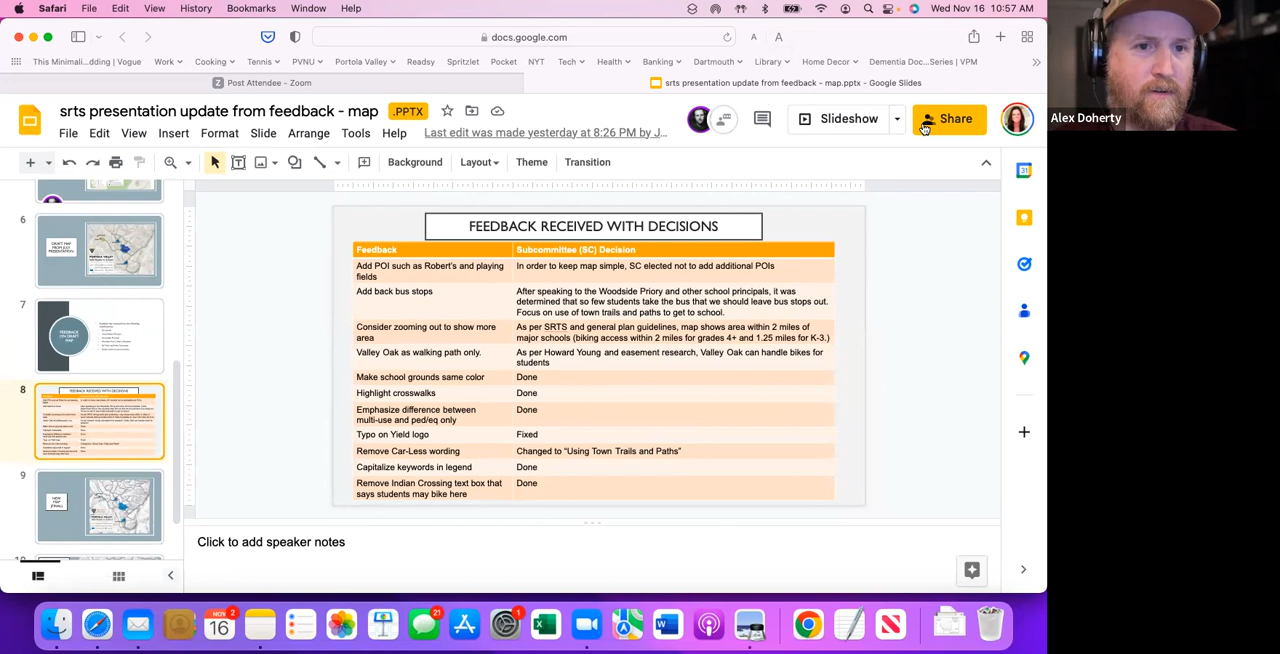 Safari File Edit View History Bookmarks Window Help Wed Nov 16 10:57 AM
docs.google.com A A
This Minimali...dding | Vogue Work Cooking Tennis PVNU Portola Valley Readsy Spritzlet Pocket NYT Tech Health Banking Dartmouth Library Home Decor Dementia Doc...Series | VPM
Z Post Attendee - Zoom srts presentation update from feedback - map.pptx - Google Slides
srts presentation update from feedback - map .PPTX
Slideshow Share
File Edit View Insert Format Slide Arrange Tools Help Last edit was made yesterday at 8:26 PM by J...
Alex Doherty
Background Layout Theme Transition
31
6
7
8
9
FEEDBACK RECEIVED WITH DECISIONS
Feedback Subcommittee (SC) Decision
Add POI such as Robert's and playing In order to keep map simple, SC elected not to add additional POIs
fields
Add back bus stops After speaking to the Woodside Priory and other school principals, it was
determined that so few students take the bus that we should leave bus stops out.
Focus on use of town trails and paths to get to school.
Consider zooming out to show more As per SRTS and general plan guidelines, map shows area within 2 miles of
area major schools (biking access within 2 miles for grades 4+ and 1.25 miles for K-3.)
Valley Oak as walking path only. As per Howard Young and easement research, Valley Oak can handle bikes for
students
Make school grounds same color Done
Highlight crosswalks Done
Emphasize difference between Done
multi-use and ped/eq only
Typo on Yield logo Fixed
Remove Car-Less wording Changed to “Using Town Trails and Paths”
Capitalize keywords in legend Done
Remove Indian Crossing text box that Done
says students may bike here
Click to add speaker notes
NOV 16 2 21 1